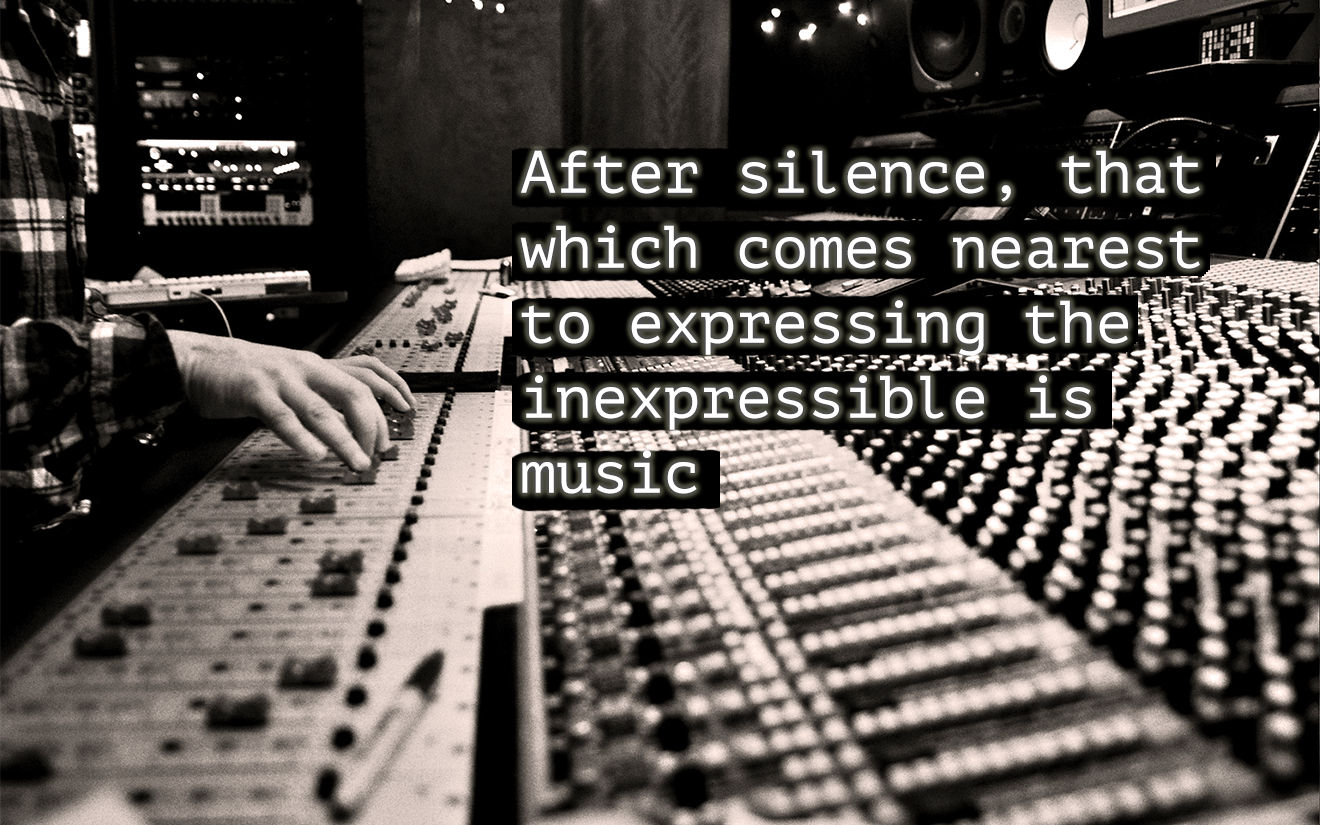 After silence, that
which comes nearest
to expressing the
inexpressible is
music